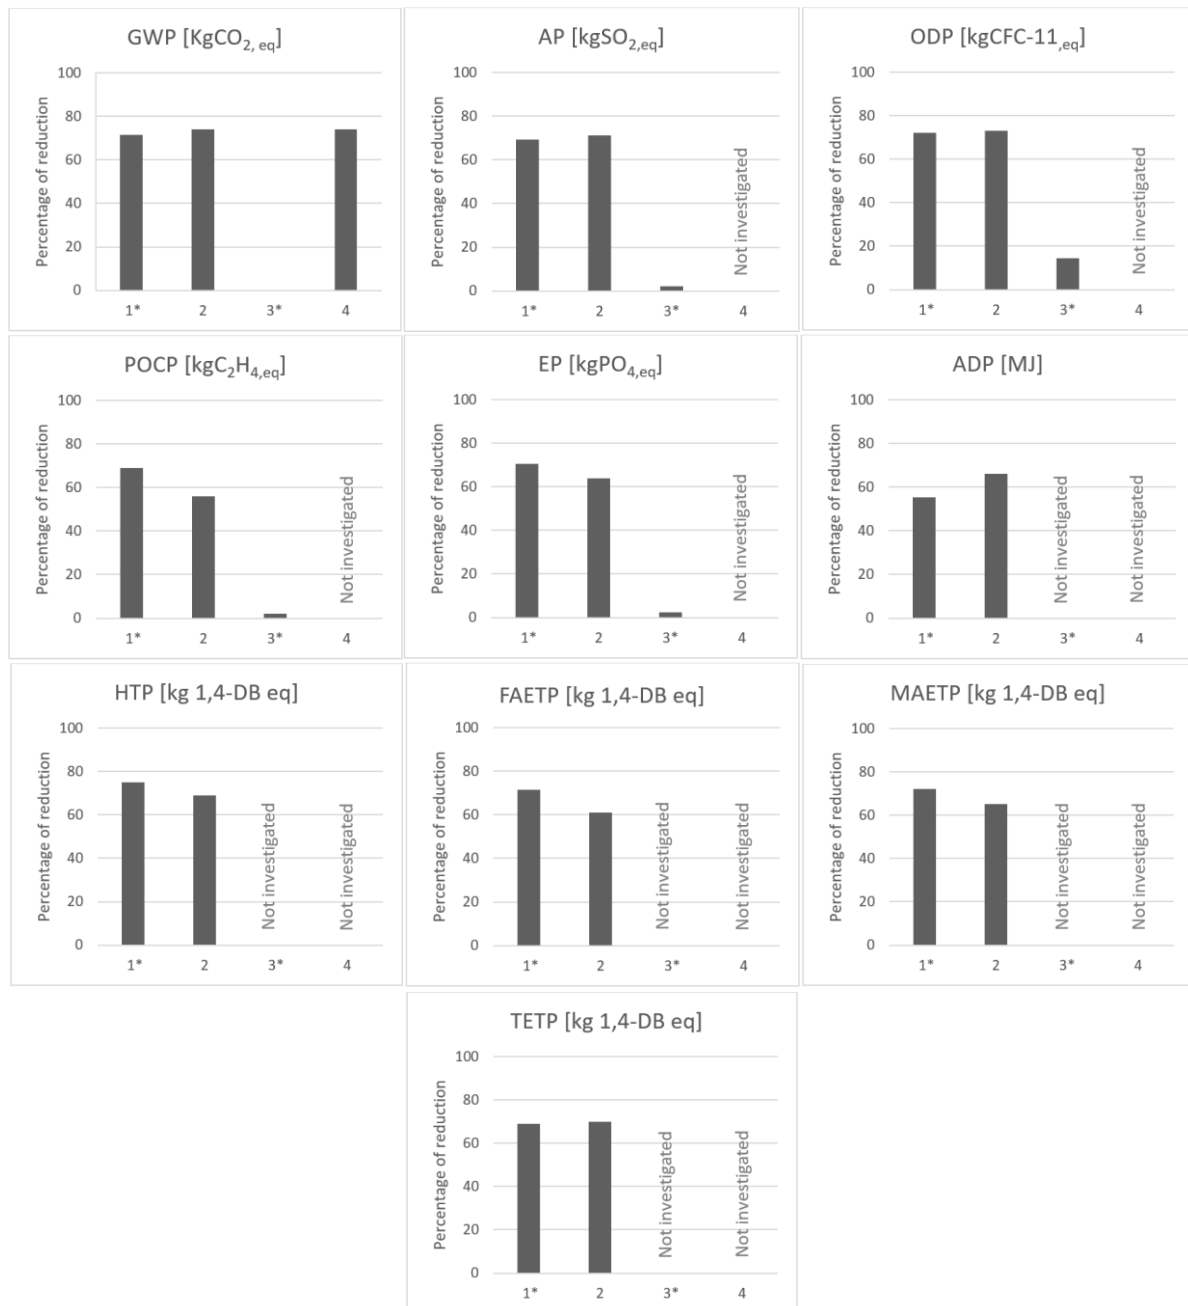 GWP [KgCO2, eq]
Percentage of reduction
100
80
60
40
20
0
1* 2 3* 4
AP [kgSO2,eq]
Percentage of reduction
100
80
60
40
20
0
Not investigated
1* 2 3* 4
ODP [kgCFC-11,eq]
Percentage of reduction
100
80
60
40
20
0
Not investigated
1* 2 3* 4
POCP [kgC2H4,eq]
Percentage of reduction
100
80
60
40
20
0
Not investigated
1* 2 3* 4
EP [kgPO4,eq]
Percentage of reduction
100
80
60
40
20
0
Not investigated
1* 2 3* 4
ADP [MJ]
Percentage of reduction
100
80
60
40
20
0
Not investigated
Not investigated
1* 2 3* 4
HTP [kg 1,4-DB eq]
Percentage of reduction
100
80
60
40
20
0
Not investigated
Not investigated
1* 2 3* 4
FAETP [kg 1,4-DB eq]
Percentage of reduction
100
80
60
40
20
0
Not investigated
Not investigated
1* 2 3* 4
MAETP [kg 1,4-DB eq]
Percentage of reduction
100
80
60
40
20
0
Not investigated
Not investigated
1* 2 3* 4
TETP [kg 1,4-DB eq]
Percentage of reduction
100
80
60
40
20
0
Not investigated
Not investigated
1* 2 3* 4